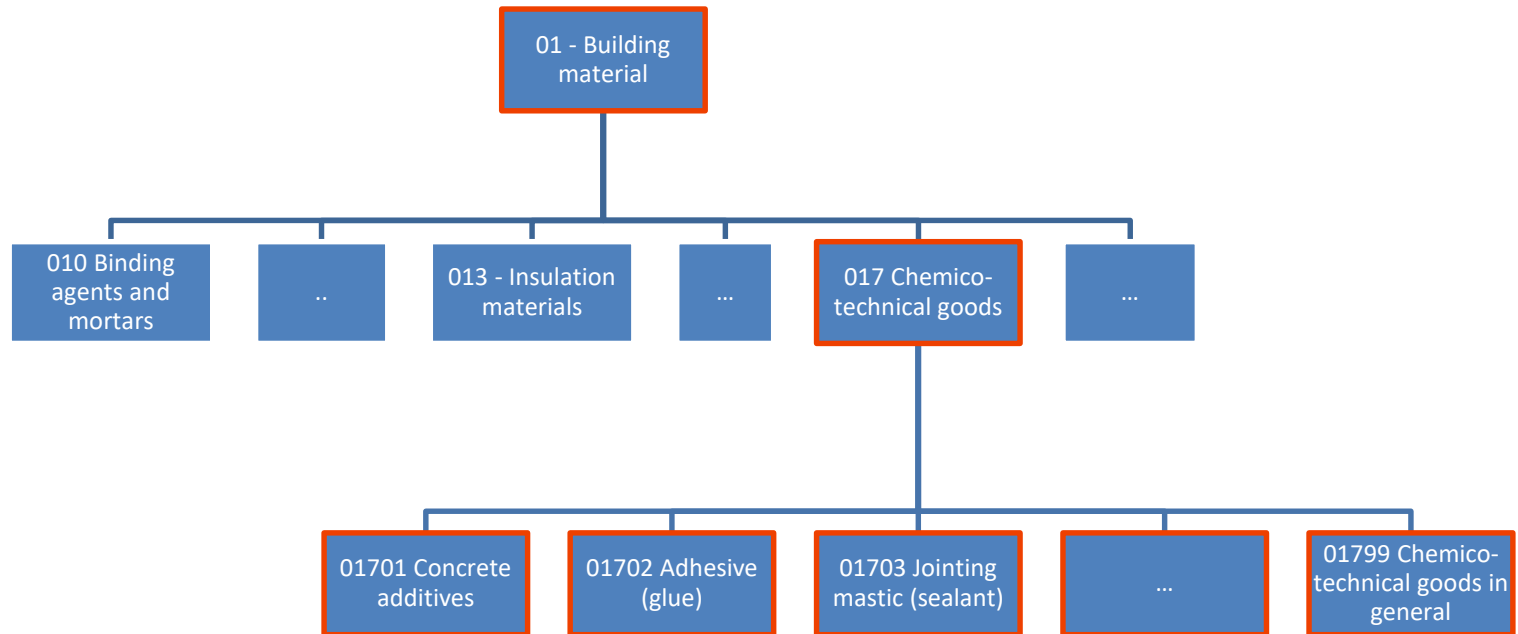 01 - Building
material
010 Binding
agents and
mortars
..
013 - Insulation
materials
...
017 Chemico-
technical goods
...
01701 Concrete
additives
01702 Adhesive
(glue)
01703 Jointing
mastic (sealant)
...
01799 Chemico-
technical goods in
general